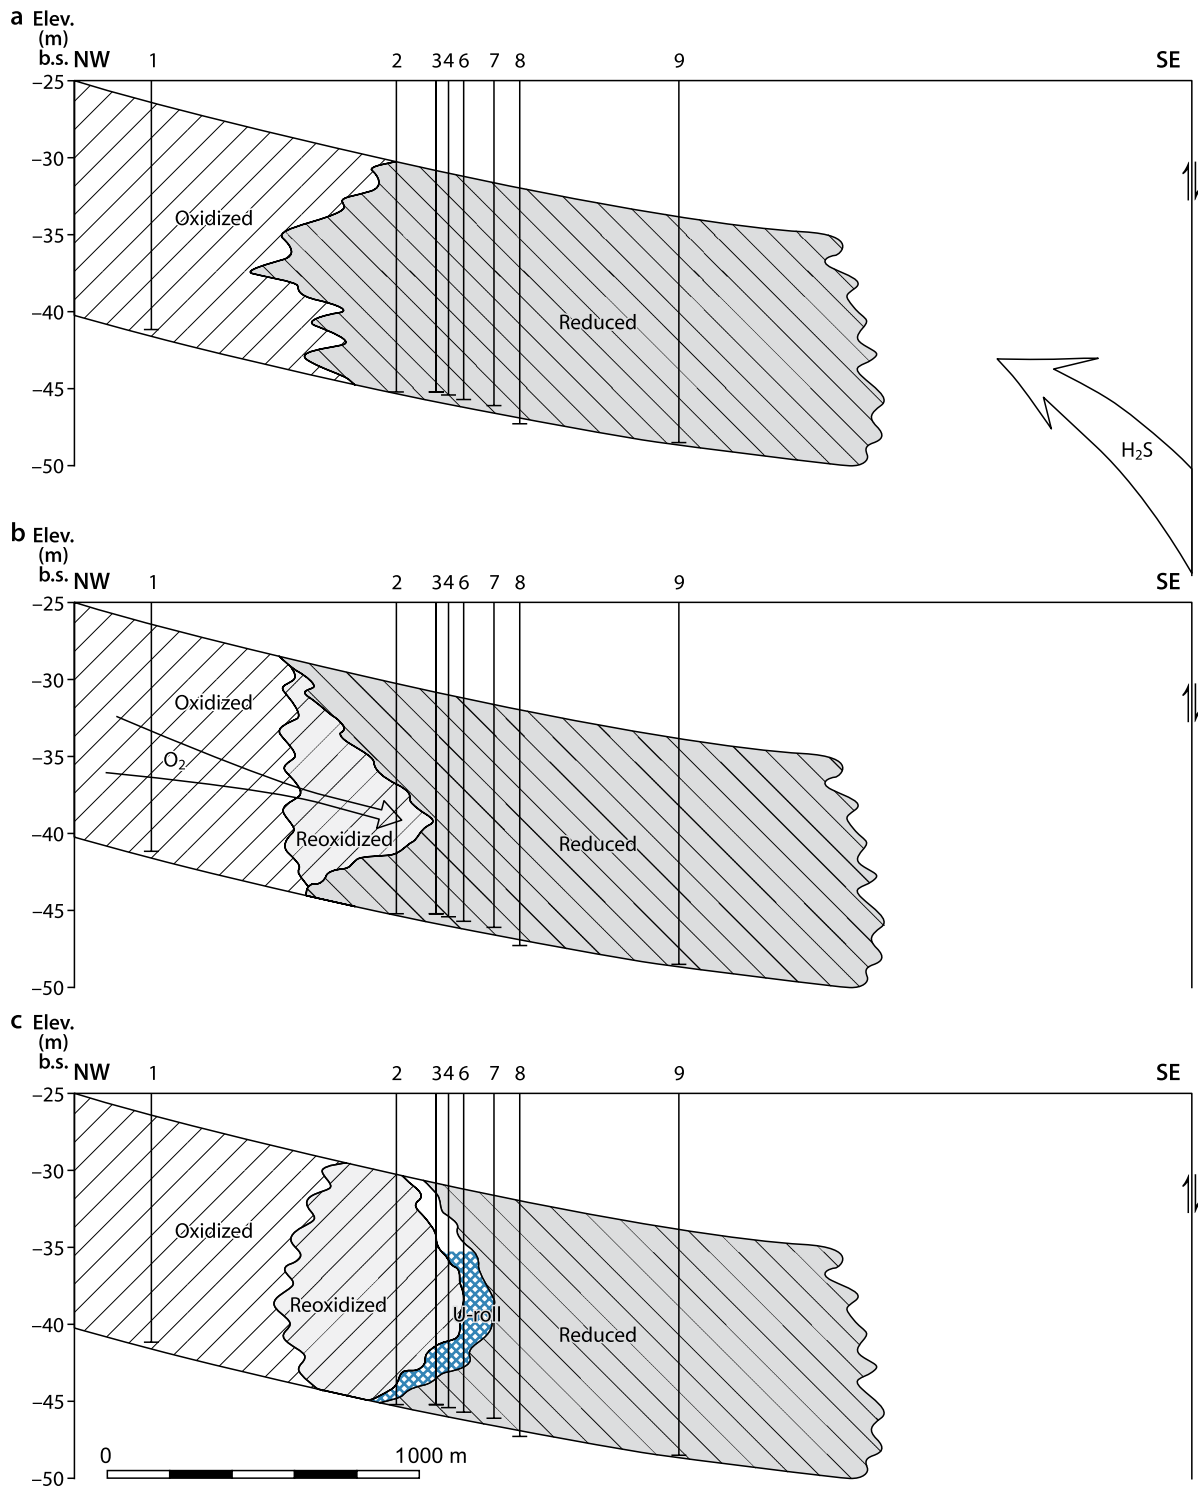 a Elev.
(m)
b.s. NW 1 2 3 4 6 7 8 9 SE
–25
–30
Oxidized
–35
–40
Reduced
–45
H₂S
–50
b Elev.
(m)
b.s. NW 1 2 3 4 6 7 8 9 SE
–25
–30
Oxidized
–35
O₂
–40
Reoxidized
Reduced
–45
–50
c Elev.
(m)
b.s. NW 1 2 3 4 6 7 8 9 SE
–25
–30
Oxidized
–35
Reoxidized
U-roll
–40
Reduced
–45
0 1000 m
–50